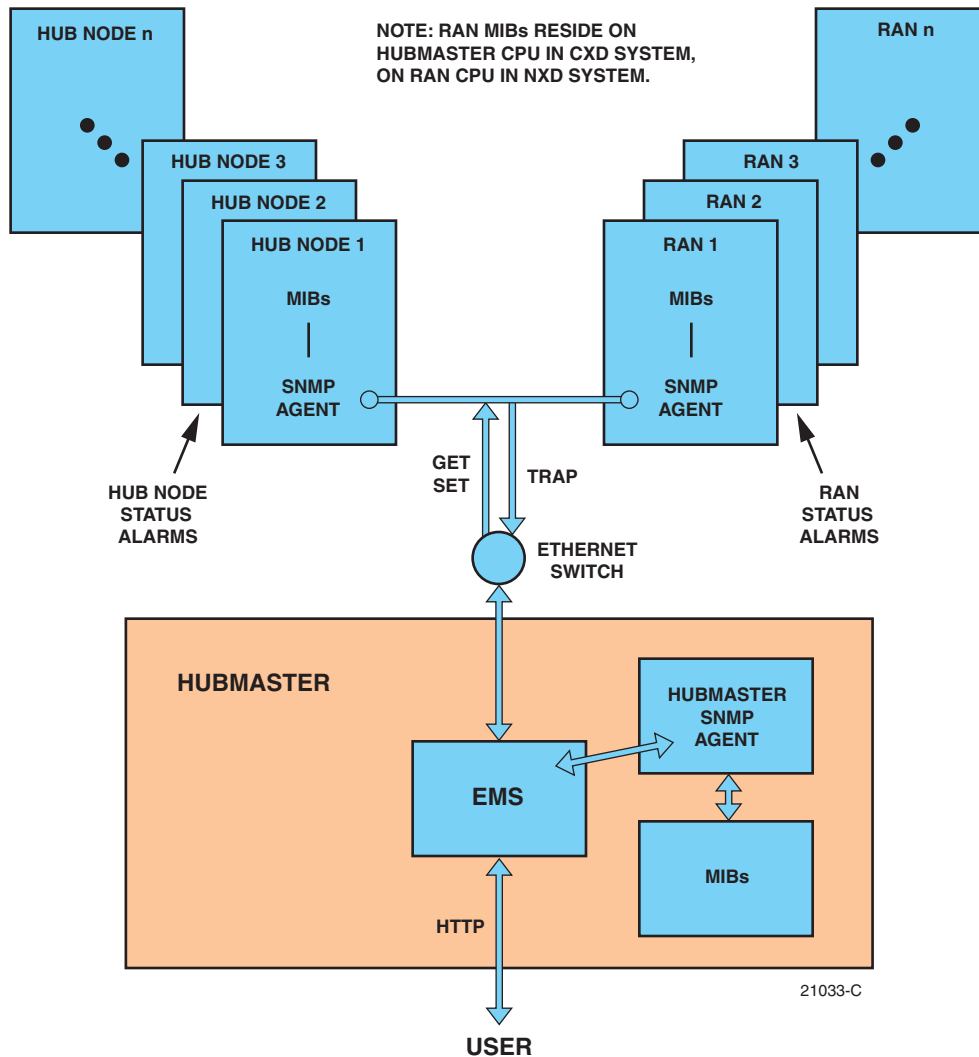 HUB NODE n
NOTE: RAN MIBs RESIDE ON
HUBMASTER CPU IN CXD SYSTEM,
ON RAN CPU IN NXD SYSTEM.
RAN n
HUB NODE 3
HUB NODE 2
HUB NODE 1
MIBs
SNMP
AGENT
RAN 3
RAN 2
RAN 1
MIBs
SNMP
AGENT
HUB NODE
STATUS
ALARMS
GET
SET
TRAP
RAN
STATUS
ALARMS
ETHERNET
SWITCH
HUBMASTER
HUBMASTER
SNMP
AGENT
EMS
MIBs
HTTP
21033-C
USER